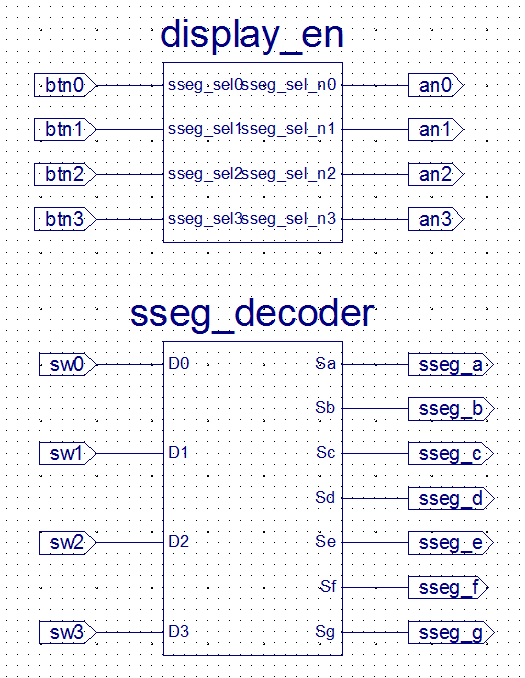 display_en
btn0 sseg_sel0 sseg_sel_n0 an0
btn1 sseg_sel1 sseg_sel_n1 an1
btn2 sseg_sel2 sseg_sel_n2 an2
btn3 sseg_sel3 sseg_sel_n3 an3
sseg_decoder
sw0 D0 Sa sseg_a
Sb sseg_b
sw1 D1 Sc sseg_c
Sd sseg_d
sw2 D2 Se sseg_e
Sf sseg_f
sw3 D3 Sg sseg_g